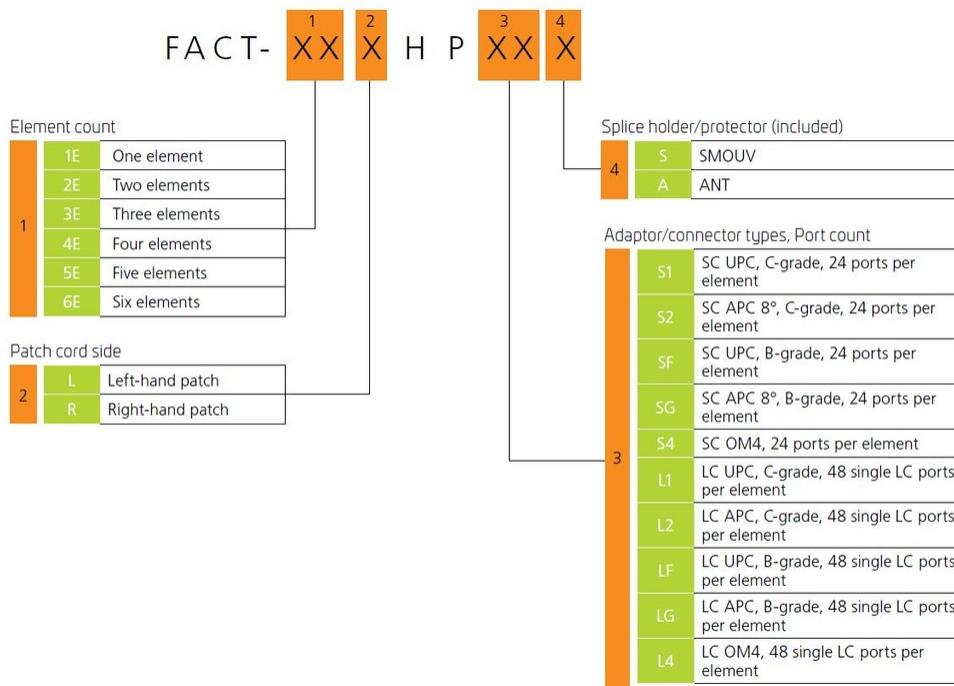 1 2 3 4
FACT- XX X H P XX X
Element count
1
1E One element
2E Two elements
3E Three elements
4E Four elements
5E Five elements
6E Six elements
Patch cord side
2
L Left-hand patch
R Right-hand patch
Splice holder/protector (included)
4
S SMOUV
A ANT
Adaptor/connector types, Port count
3
S1 SC UPC, C-grade, 24 ports per
element
S2 SC APC 8°, C-grade, 24 ports per
element
SF SC UPC, B-grade, 24 ports per
element
SG SC APC 8°, B-grade, 24 ports per
element
S4 SC OM4, 24 ports per element
L1 LC UPC, C-grade, 48 single LC ports
per element
L2 LC APC, C-grade, 48 single LC ports
per element
LF LC UPC, B-grade, 48 single LC ports
per element
LG LC APC, B-grade, 48 single LC ports
per element
L4 LC OM4, 48 single LC ports per
element